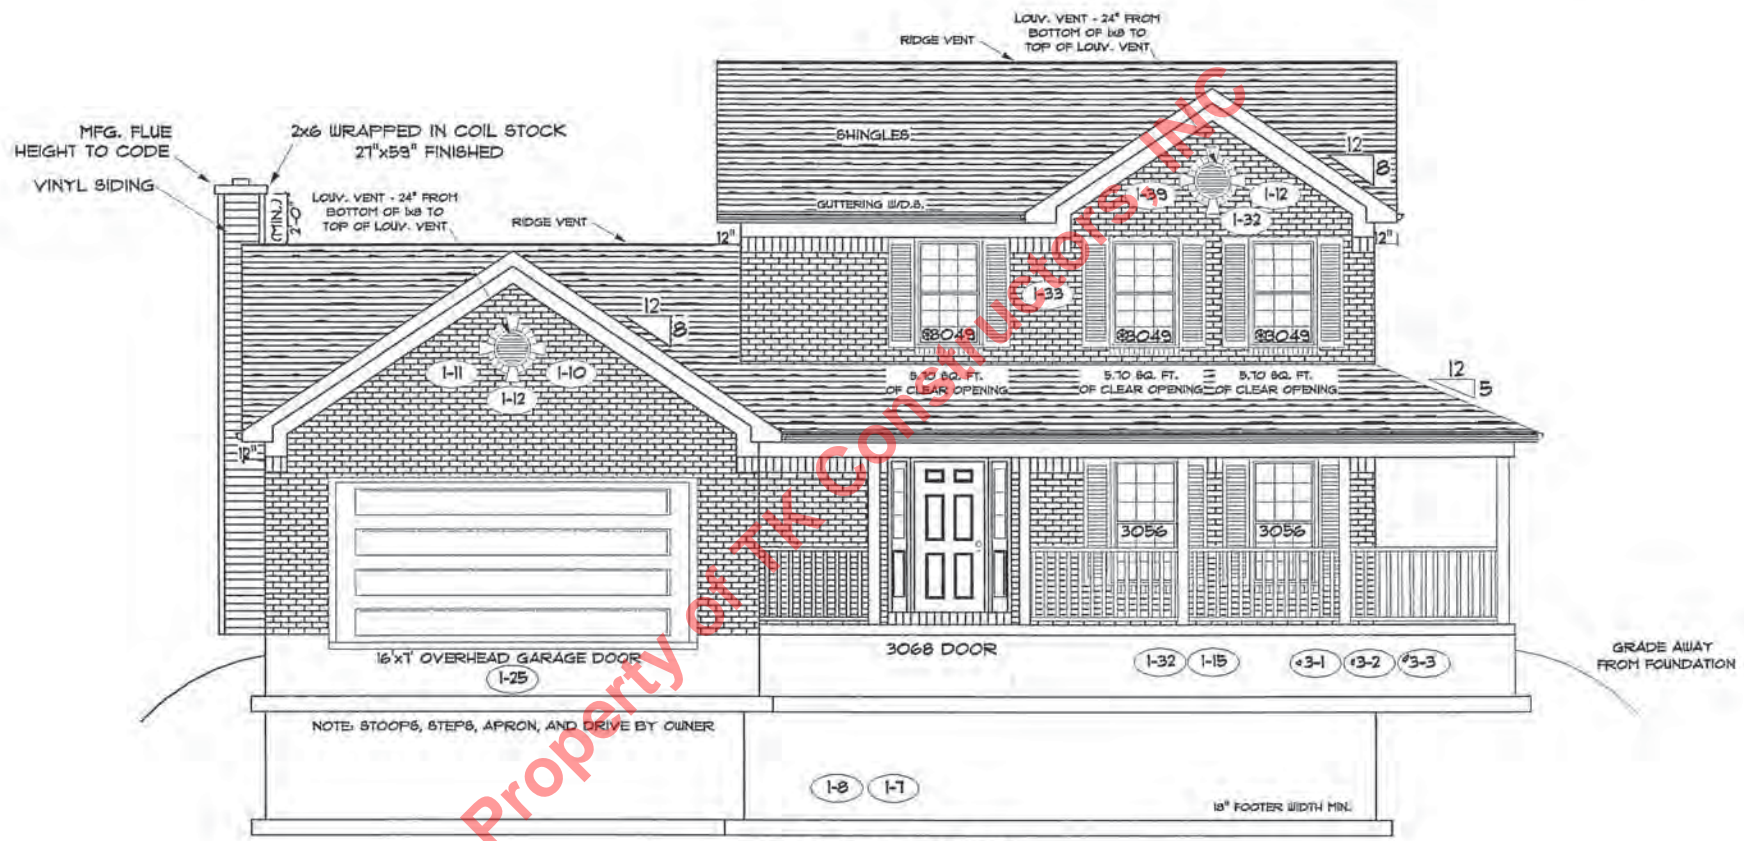 LOUV. VENT - 24" FROM
BOTTOM OF 1x8 TO
TOP OF LOUV. VENT
RIDGE VENT
MFG. FLUE
HEIGHT TO CODE
2x6 WRAPPED IN COIL STOCK
27"x59" FINISHED
VINYL SIDING
SHINGLES
12
8
(MIN.)
2'-0"
LOUV. VENT - 24" FROM
BOTTOM OF 1x8 TO
TOP OF LOUV. VENT
RIDGE VENT
GUTTERING W/D.S.
1-39
1-12
1-32
12"
12"
1-33
12
8
3049
3049
3049
1-11
1-10
1-12
5.70 SQ. FT.
OF CLEAR OPENING
5.70 SQ. FT.
OF CLEAR OPENING
5.70 SQ. FT.
OF CLEAR OPENING
12
5
12"
3056
3056
16'x7' OVERHEAD GARAGE DOOR
1-25
3068 DOOR
1-32
1-15
3-1
3-2
3-3
GRADE AWAY
FROM FOUNDATION
NOTE: STOOPS, STEPS, APRON, AND DRIVE BY OWNER
1-8
1-7
18" FOOTER WIDTH MIN.
Property of TK Constructors, INC